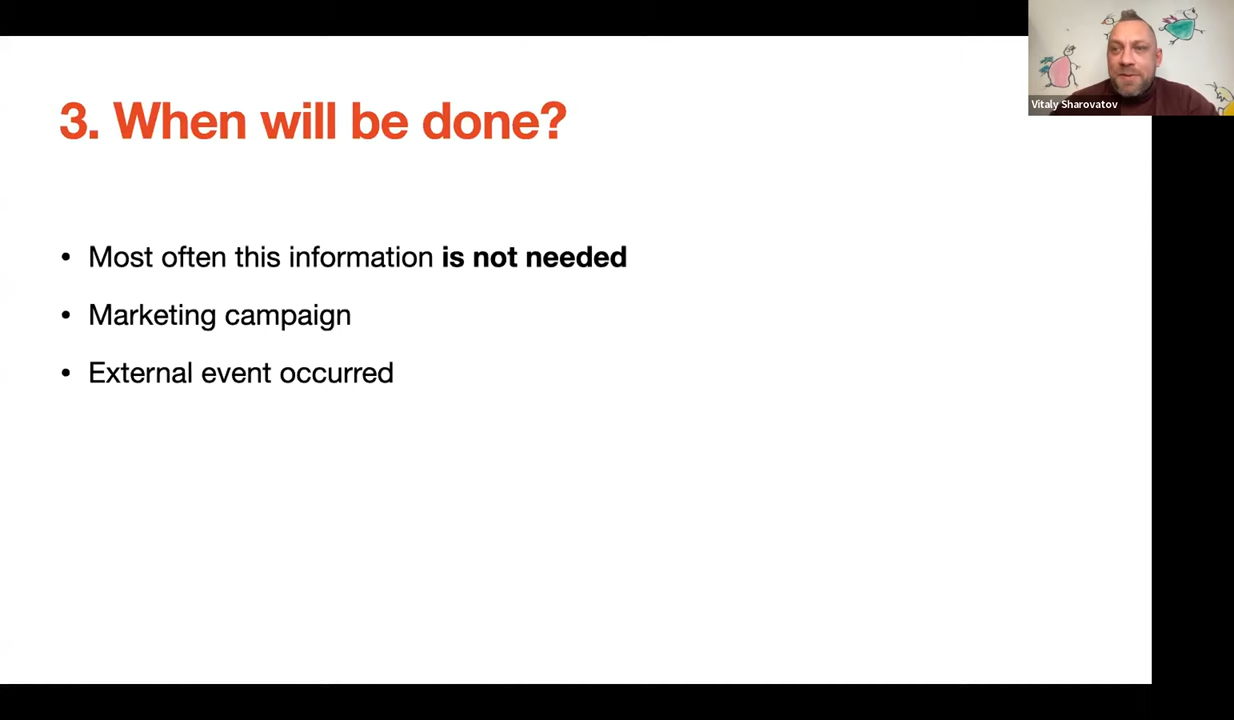 3. When will be done?
• Most often this information is not needed
• Marketing campaign
• External event occurred
Vitaly Sharovatov